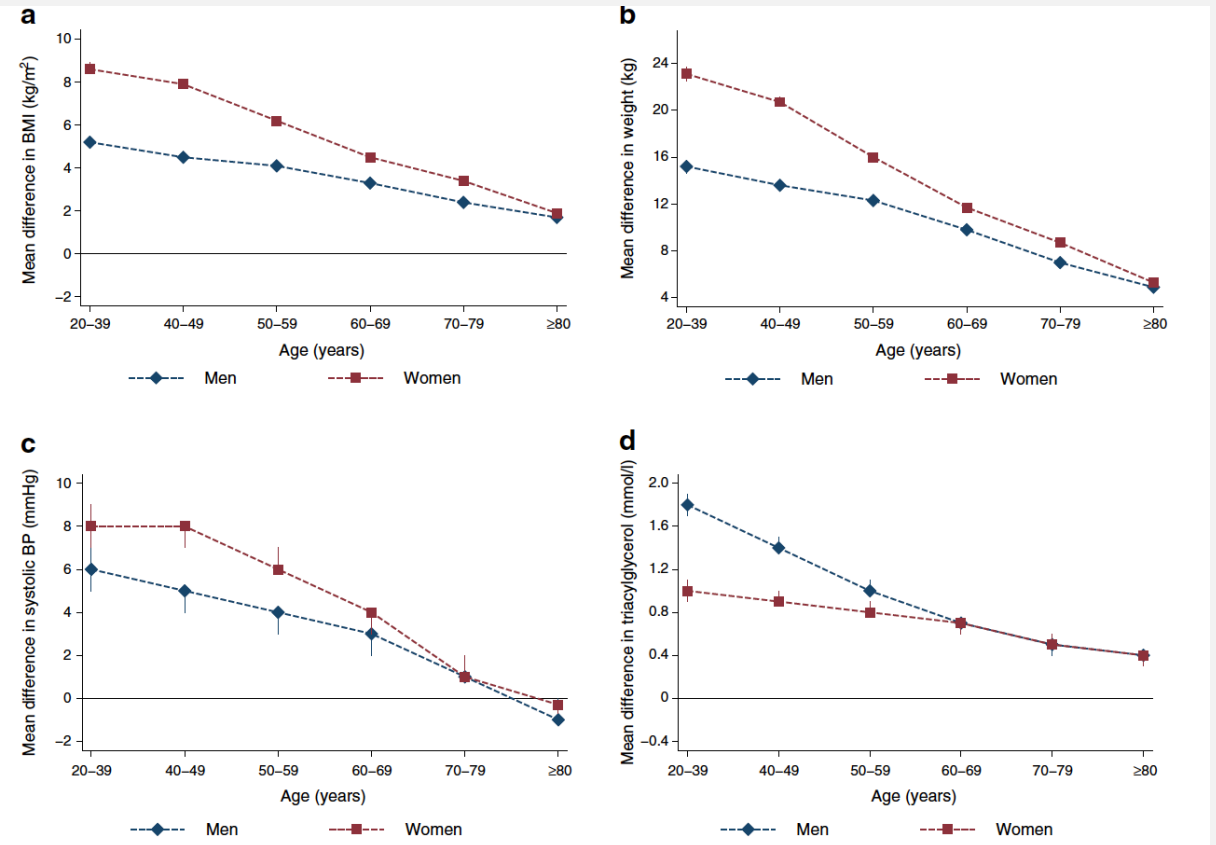 a
Mean difference in BMI (kg/m²)
10
8
6
4
2
0
–2
20–39 40–49 50–59 60–69 70–79 ≥80
Age (years)
Men Women
b
Mean difference in weight (kg)
24
20
16
12
8
4
20–39 40–49 50–59 60–69 70–79 ≥80
Age (years)
Men Women
c
Mean difference in systolic BP (mmHg)
10
8
6
4
2
0
–2
20–39 40–49 50–59 60–69 70–79 ≥80
Age (years)
Men Women
d
Mean difference in triacylglycerol (mmol/l)
2.0
1.6
1.2
0.8
0.4
0
–0.4
20–39 40–49 50–59 60–69 70–79 ≥80
Age (years)
Men Women